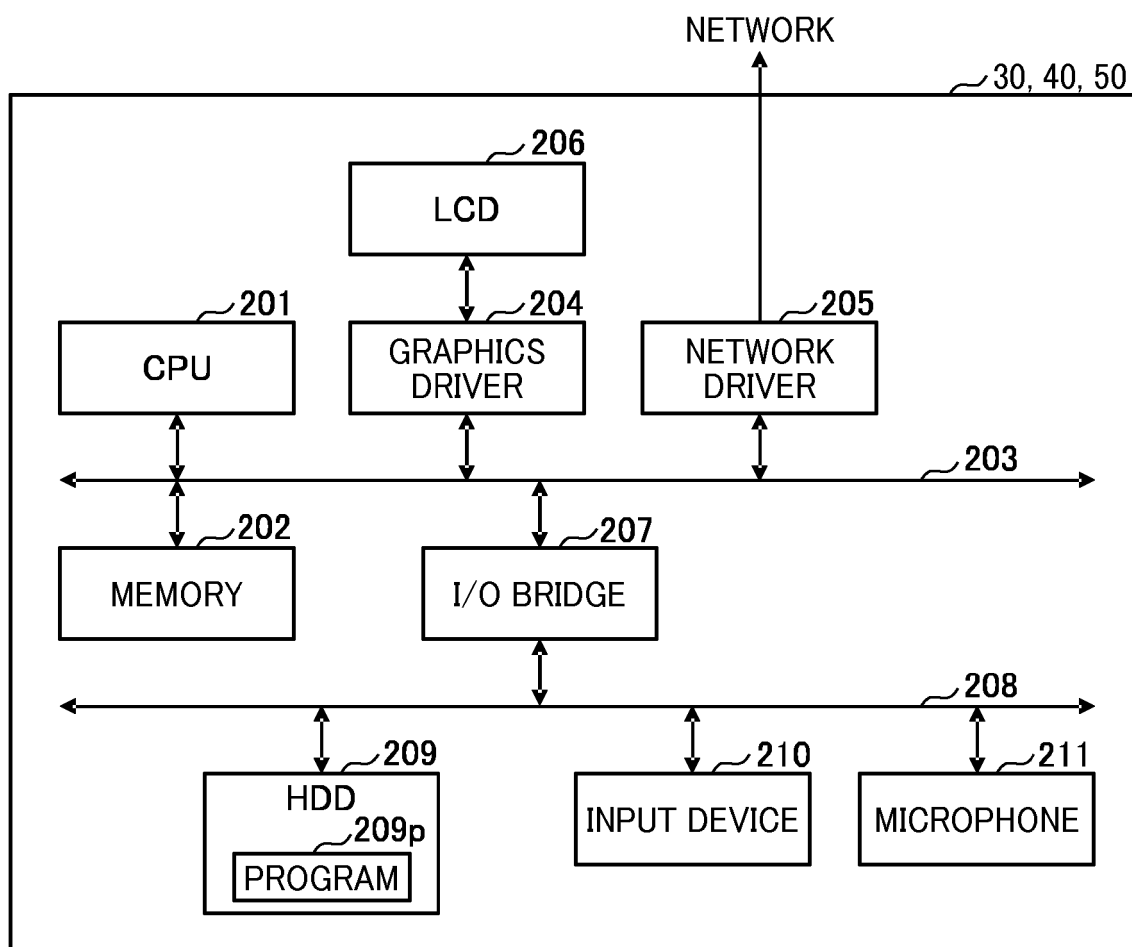 NETWORK
30, 40, 50
206
LCD
201
204
205
CPU
GRAPHICS
DRIVER
NETWORK
DRIVER
203
202
207
MEMORY
I/O BRIDGE
208
209
210
211
HDD
209p
PROGRAM
INPUT DEVICE
MICROPHONE